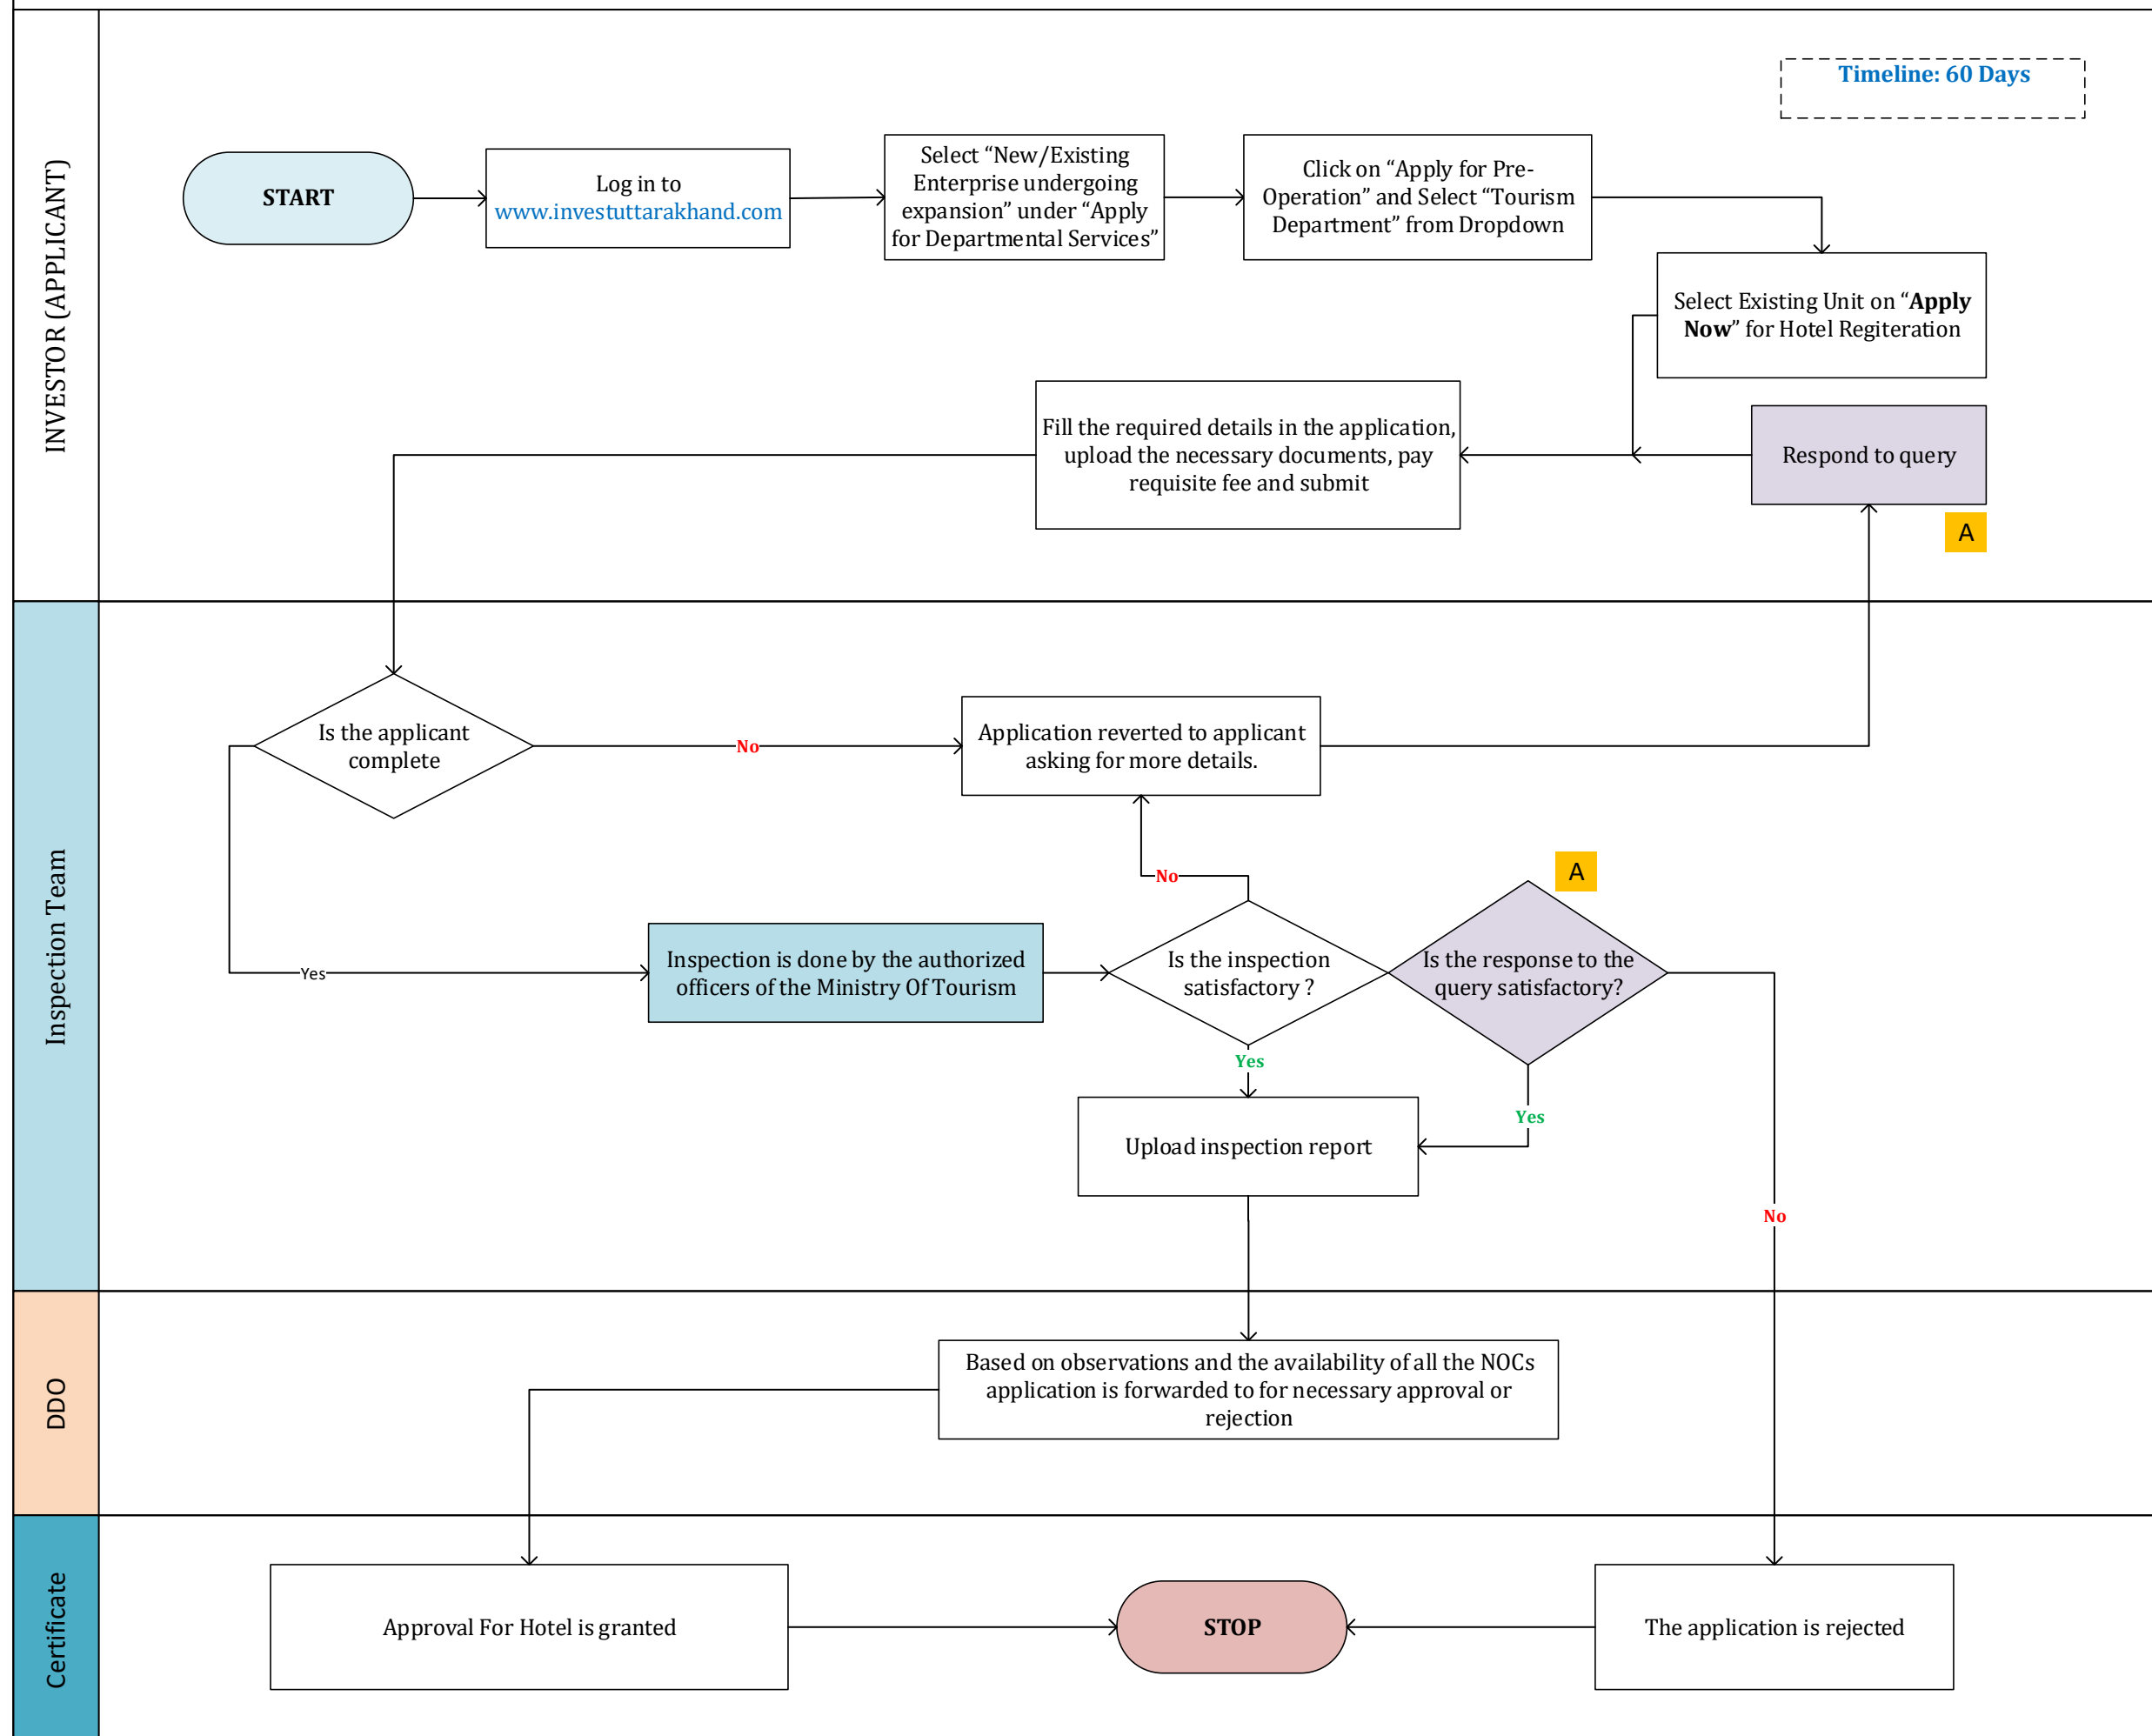 INVESTOR (APPLICANT)
Timeline: 60 Days
START
Log in to
www.investuttarakhand.com
Select “New/Existing
Enterprise undergoing
expansion” under “Apply
for Departmental Services”
Click on “Apply for Pre-
Operation” and Select “Tourism
Department” from Dropdown
Select Existing Unit on “Apply
Now” for Hotel Regiteration
Fill the required details in the application,
upload the necessary documents, pay
requisite fee and submit
Respond to query
A
Inspection Team
Is the applicant
complete
No
Application reverted to applicant
asking for more details.
No
A
Yes
Inspection is done by the authorized
officers of the Ministry Of Tourism
Is the inspection
satisfactory ?
Is the response to the
query satisfactory?
Yes
Yes
Upload inspection report
No
DDO
Based on observations and the availability of all the NOCs
application is forwarded to for necessary approval or
rejection
Certificate
Approval For Hotel is granted
STOP
The application is rejected